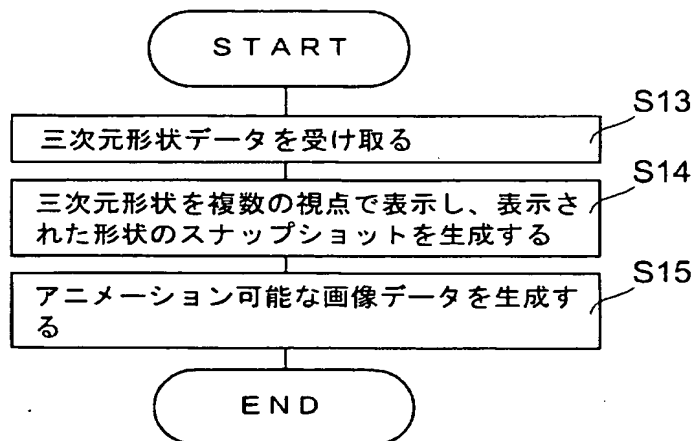 START
S13
三次元形状データを受け取る
S14
三次元形状を複数の視点で表示し、表示さ
れた形状のスナップショットを生成する
S15
アニメーション可能な画像データを生成す
る
END